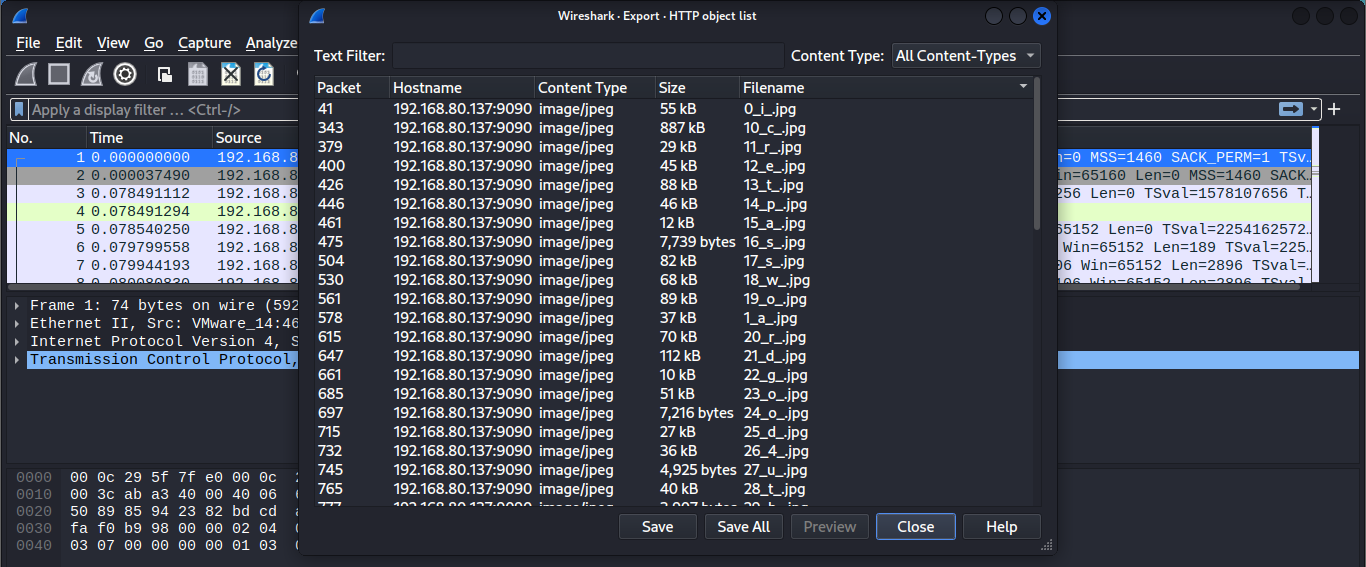 Wireshark · Export · HTTP object list
File Edit View Go Capture Analyze
Text Filter: Content Type: All Content-Types
Apply a display filter … <Ctrl-/>
Packet Hostname Content Type Size Filename
41 192.168.80.137:9090 image/jpeg 55 kB 0_i_.jpg
343 192.168.80.137:9090 image/jpeg 887 kB 10_c_.jpg
379 192.168.80.137:9090 image/jpeg 29 kB 11_r_.jpg
400 192.168.80.137:9090 image/jpeg 45 kB 12_e_.jpg
426 192.168.80.137:9090 image/jpeg 88 kB 13_t_.jpg
446 192.168.80.137:9090 image/jpeg 46 kB 14_p_.jpg
461 192.168.80.137:9090 image/jpeg 12 kB 15_a_.jpg
475 192.168.80.137:9090 image/jpeg 7,739 bytes 16_s_.jpg
504 192.168.80.137:9090 image/jpeg 82 kB 17_s_.jpg
530 192.168.80.137:9090 image/jpeg 68 kB 18_w_.jpg
561 192.168.80.137:9090 image/jpeg 89 kB 19_o_.jpg
578 192.168.80.137:9090 image/jpeg 37 kB 1_a_.jpg
615 192.168.80.137:9090 image/jpeg 70 kB 20_r_.jpg
647 192.168.80.137:9090 image/jpeg 112 kB 21_d_.jpg
661 192.168.80.137:9090 image/jpeg 10 kB 22_g_.jpg
685 192.168.80.137:9090 image/jpeg 51 kB 23_o_.jpg
697 192.168.80.137:9090 image/jpeg 7,216 bytes 24_o_.jpg
715 192.168.80.137:9090 image/jpeg 27 kB 25_d_.jpg
732 192.168.80.137:9090 image/jpeg 36 kB 26_4_.jpg
745 192.168.80.137:9090 image/jpeg 4,925 bytes 27_u_.jpg
765 192.168.80.137:9090 image/jpeg 40 kB 28_t_.jpg
Save Save All Preview Close Help
No. Time Source
1 0.000000000 192.168.8 =0 MSS=1460 SACK_PERM=1 TSv…
2 0.000037490 192.168.8 in=65160 Len=0 MSS=1460 SACK…
3 0.078491112 192.168.8 256 Len=0 TSval=1578107656 T…
4 0.078491294 192.168.8
5 0.078540250 192.168.8 65152 Len=0 TSval=2254162572…
6 0.079799558 192.168.8 Win=65152 Len=189 TSval=225…
7 0.079944193 192.168.8 06 Win=65152 Len=2896 TSval=…
Frame 1: 74 bytes on wire (592
Ethernet II, Src: VMware_14:46
Internet Protocol Version 4, S
Transmission Control Protocol,
0000 00 0c 29 5f 7f e0 00 0c
0010 00 3c ab a3 40 00 40 06
0020 50 89 85 94 23 82 bd cd
0030 fa f0 b9 98 00 00 02 04
0040 03 07 00 00 00 00 01 03